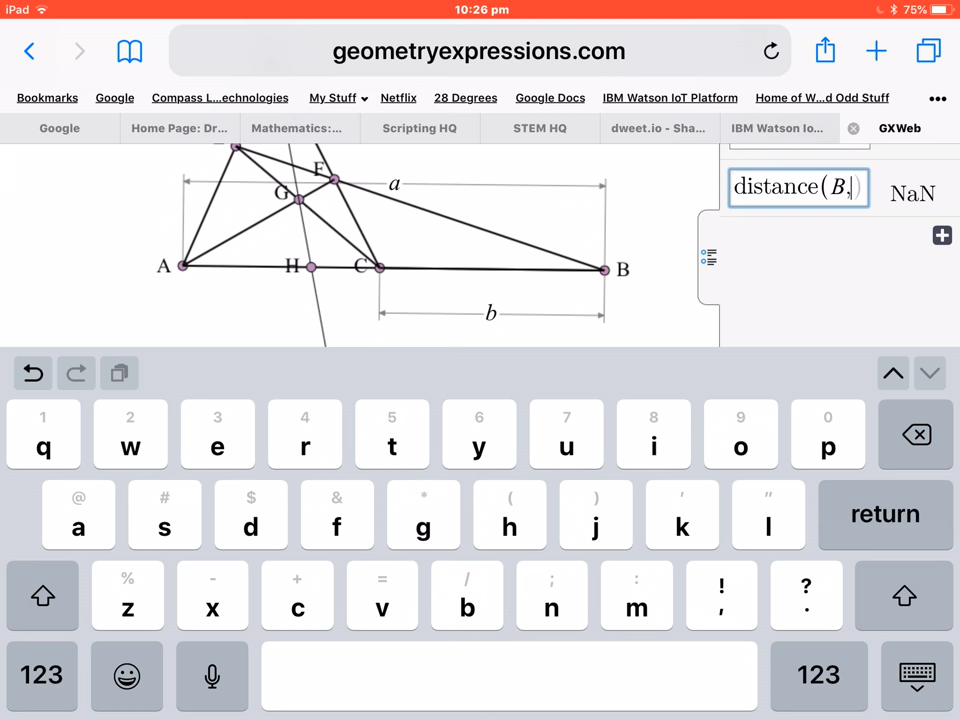 iPad 10:26 pm 75%
geometryexpressions.com
Bookmarks Google Compass L...echnologies My Stuff Netflix 28 Degrees Google Docs IBM Watson IoT Platform Home of W...d Odd Stuff •••
Google Home Page: Dr... Mathematics:... Scripting HQ STEM HQ dweet.io - Sha... IBM Watson Io... GXWeb
F
a
G
distance(B,) NaN
A H C B
b
1 2 3 4 5 6 7 8 9 0
q w e r t y u i o p
@ # $ & * ( ) ' "
a s d f g h j k l return
% - + = / ; : ! ?
z x c v b n m , .
123 123